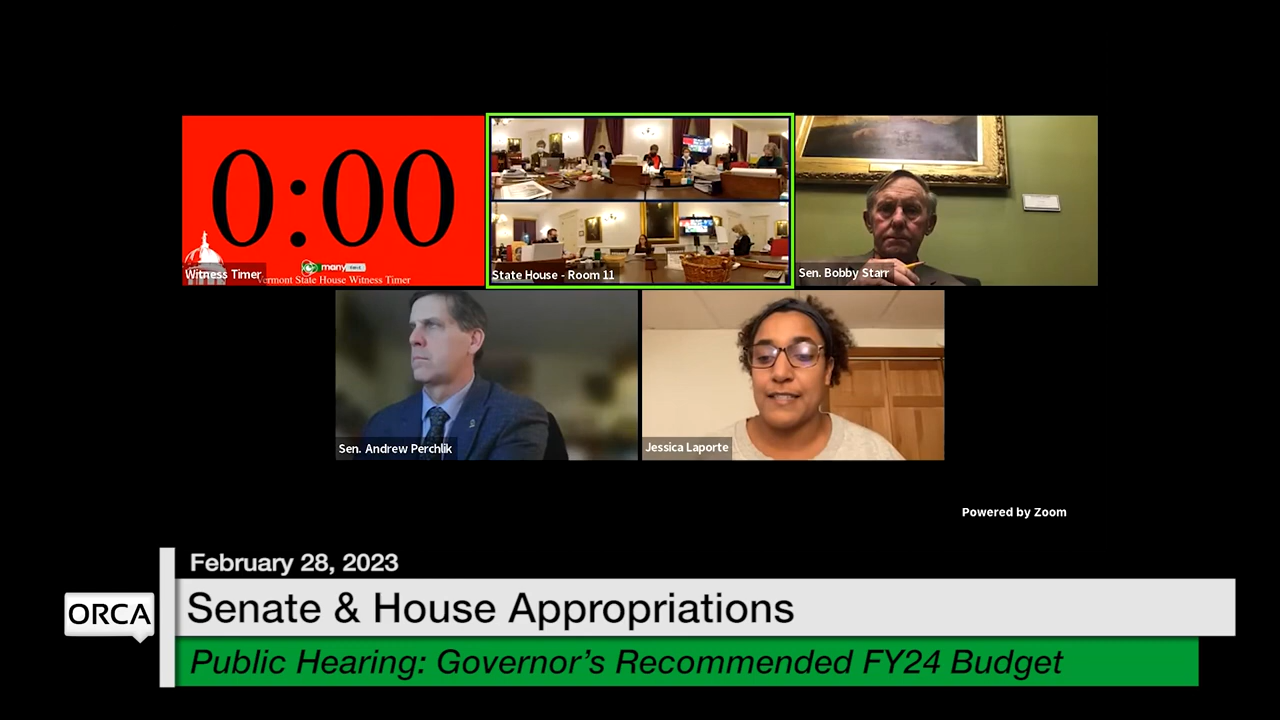 0:00
many
Vermont State House Witness Timer
Witness Timer
State House - Room 11
Sen. Bobby Starr
Sen. Andrew Perchlik
Jessica Laporte
Powered by Zoom
February 28, 2023
ORCA
Senate & House Appropriations
Public Hearing: Governor's Recommended FY24 Budget